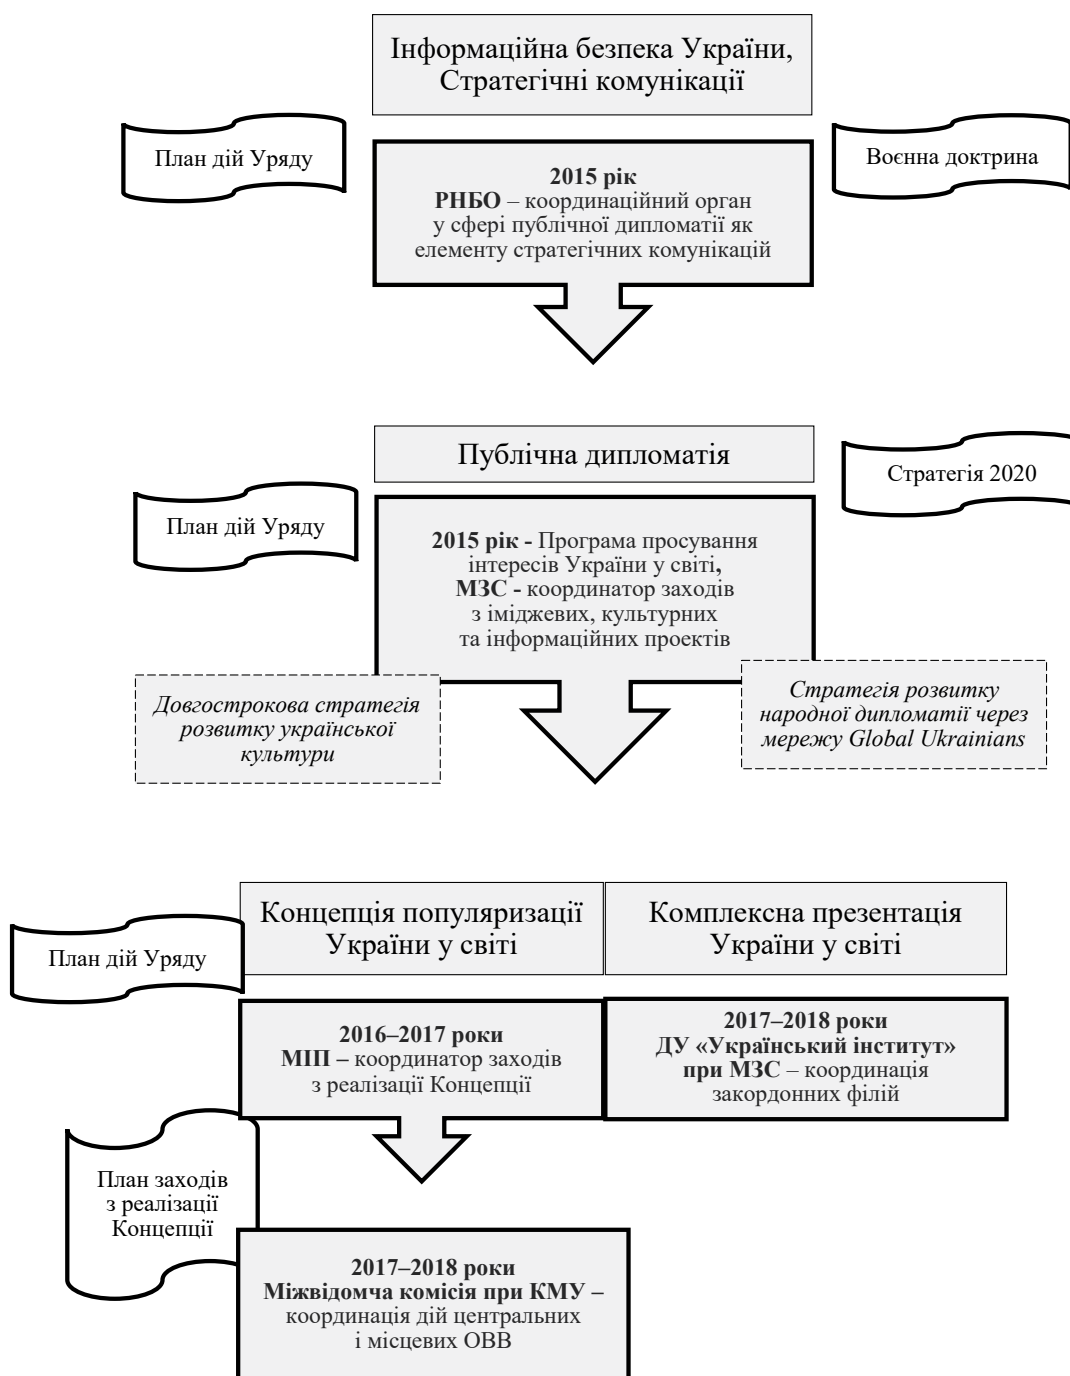 Інформаційна безпека України,
Стратегічні комунікації
План дій Уряду
Воєнна доктрина
2015 рік
РНБО – координаційний орган
у сфері публічної дипломатії як
елементу стратегічних комунікацій
Публічна дипломатія
Стратегія 2020
План дій Уряду
2015 рік - Програма просування
інтересів України у світі,
МЗС - координатор заходів
з іміджевих, культурних
та інформаційних проектів
Довгострокова стратегія
розвитку української
культури
Стратегія розвитку
народної дипломатії через
мережу Global Ukrainians
Концепція популяризації
України у світі
Комплексна презентація
України у світі
План дій Уряду
2016–2017 роки
МІП – координатор заходів
з реалізації Концепції
2017–2018 роки
ДУ «Український інститут»
при МЗС – координація
закордонних філій
План заходів
з реалізації
Концепції
2017–2018 роки
Міжвідомча комісія при КМУ –
координація дій центральних
і місцевих ОВВ